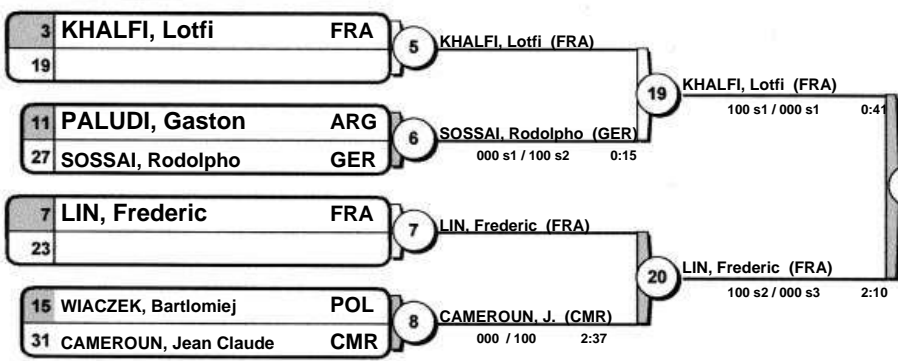 3 KHALFI, Lotfi FRA
19
5
KHALFI, Lotfi (FRA)
11 PALUDI, Gaston ARG
27 SOSSAI, Rodolpho GER
6
SOSSAI, Rodolpho (GER)
000 s1 / 100 s2 0:15
19
KHALFI, Lotfi (FRA)
100 s1 / 000 s1 0:41
7 LIN, Frederic FRA
23
7
LIN, Frederic (FRA)
15 WIACZEK, Bartlomiej POL
31 CAMEROUN, Jean Claude CMR
8
CAMEROUN, J. (CMR)
000 / 100 2:37
20
LIN, Frederic (FRA)
100 s2 / 000 s3 2:10